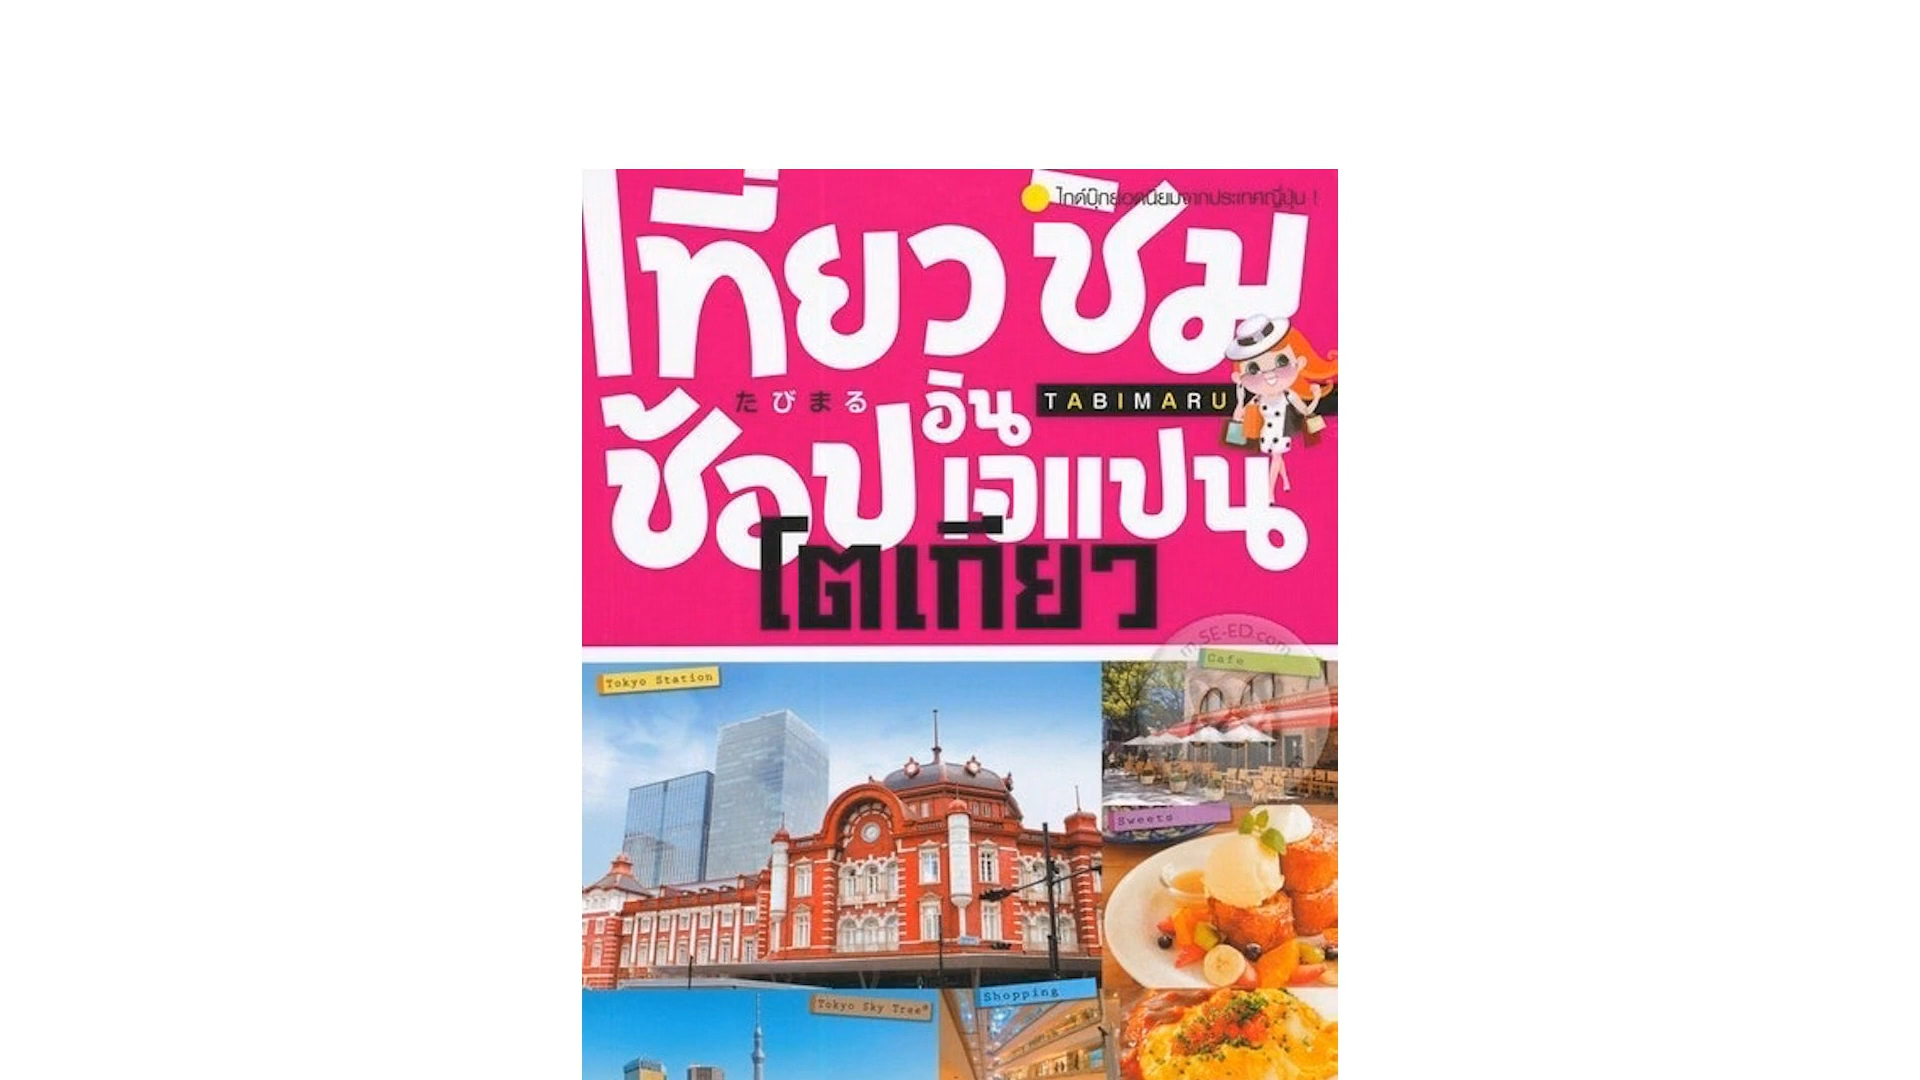 ไกด์บุ๊กยอดนิยมจากประเทศญี่ปุ่น !
เที่ยว ชิม
たびまる
TABIMARU
ช้อป อิน เจแปน
โตเกียว
m.SE-ED.com
Tokyo Station
Cafe
Sweets
Tokyo Sky Tree®
Shopping